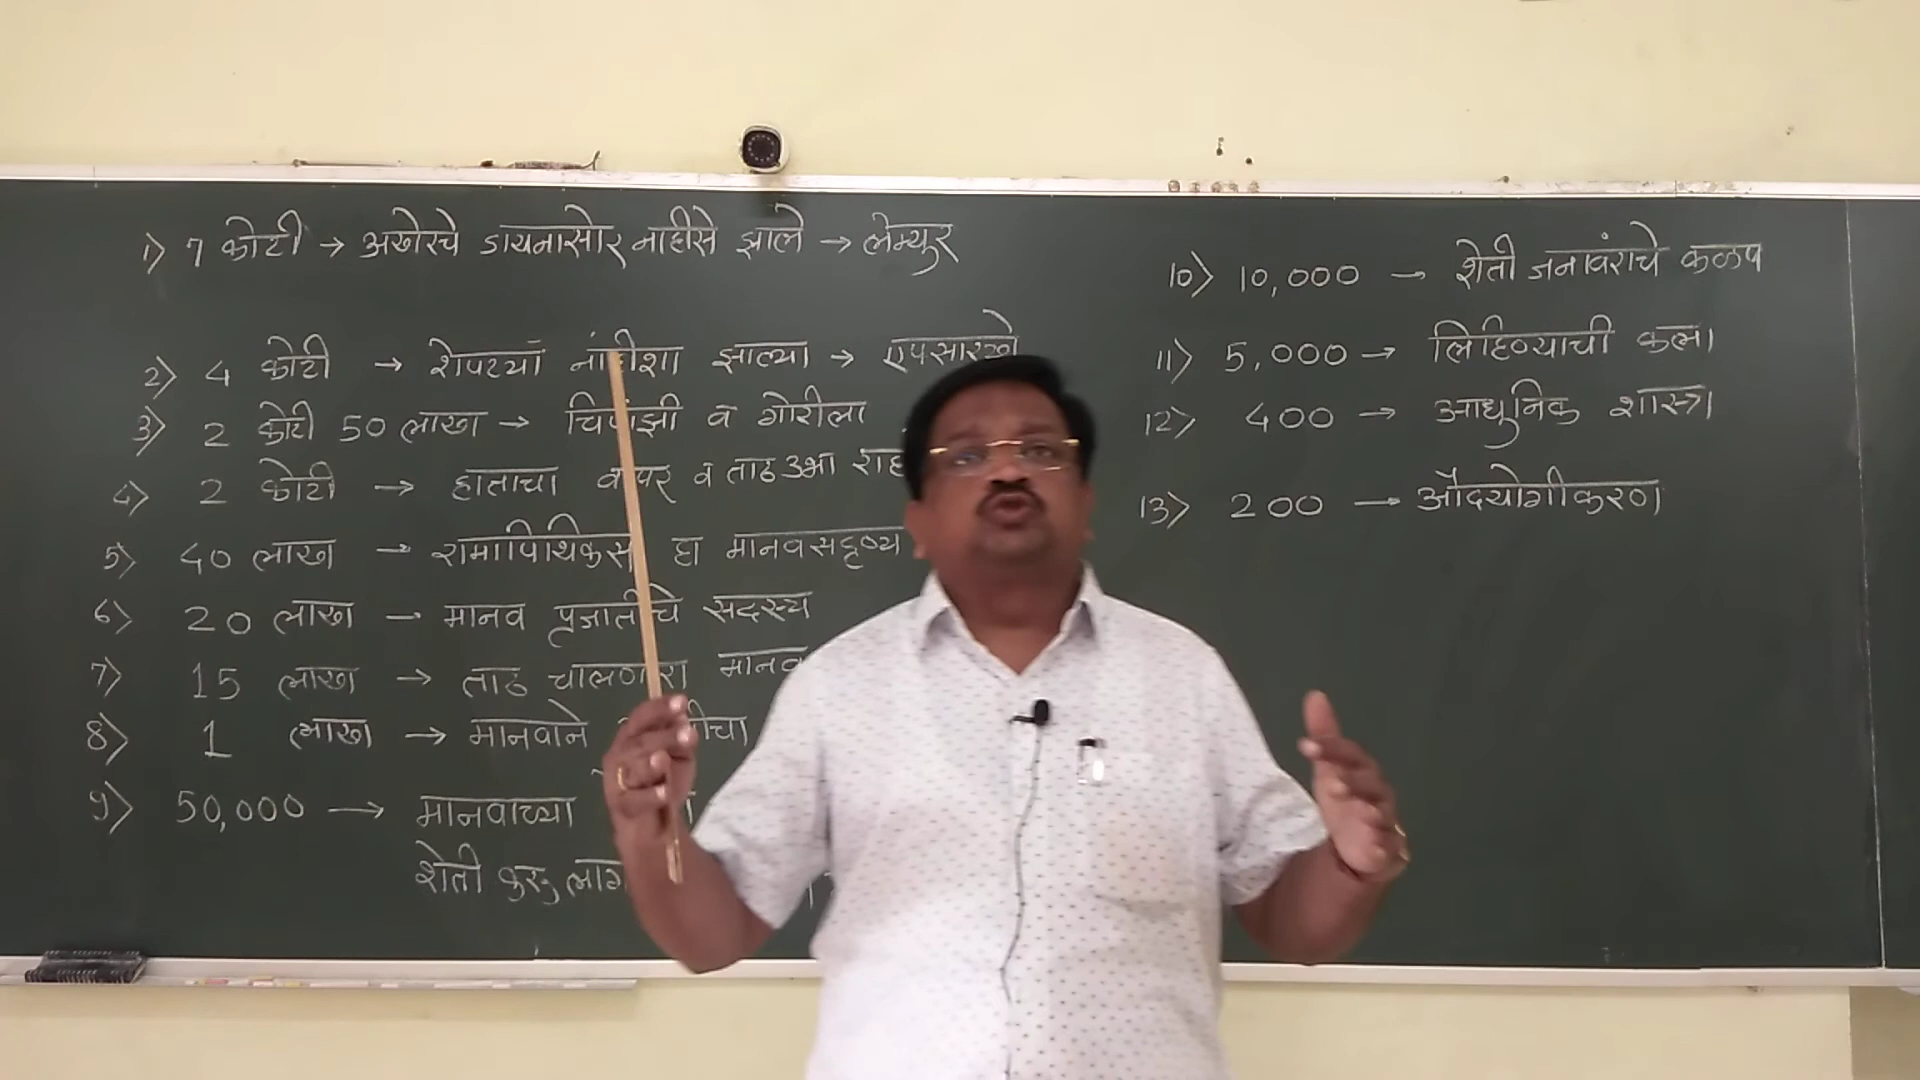 1) 7 कोटी → अखेरचे डायनासोर नाहीसे झाले → लेम्युर
2) 4 कोटी → शेपट्या नाहीशा झाल्या → एपसारखे
3) 2 कोटी 50 लाख → चिपांझी व गोरीला
4) 2 कोटी → हाताचा वापर व ताठ उभा
5) 40 लाख → रामापिथिकस हा मानवसदृष्य
6) 20 लाख → मानव प्रजातीचे सदस्य
7) 15 लाख → ताठ चालणारा मानव
8) 1 लाख → मानवाने
9) 50,000 → मानवाच्या
शेती करु
10) 10,000 → शेती जनावंराचे कळप
11) 5,000 → लिहिण्याची कला
12) 400 → आधुनिक शास्त्र
13) 200 → औदयोगीकरण